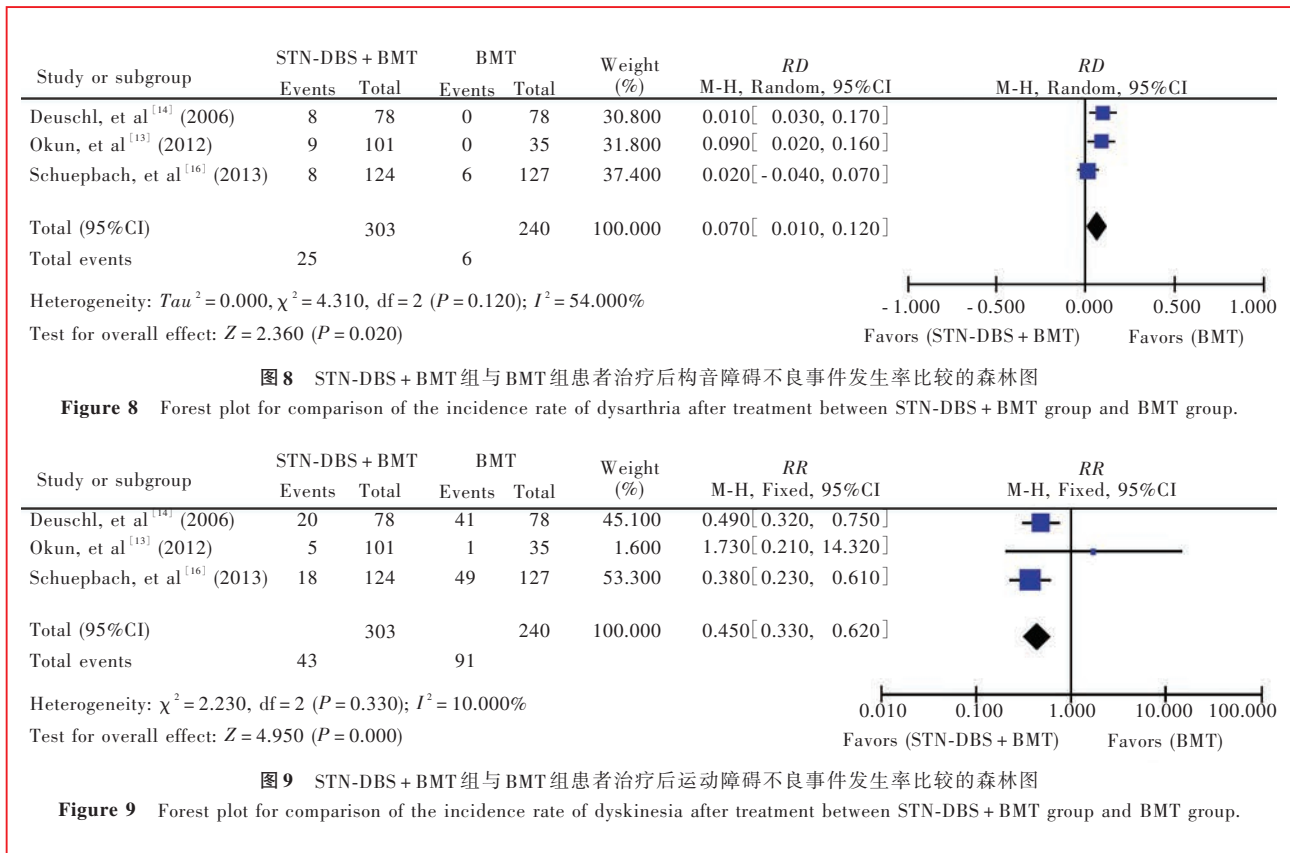 STN-DBS + BMT BMT Weight RD RD
Study or subgroup Events Total Events Total (%) M-H, Random, 95%CI M-H, Random, 95%CI
Deuschl, et al[14] (2006) 8 78 0 78 30.800 0.010[ 0.030, 0.170]
Okun, et al[13] (2012) 9 101 0 35 31.800 0.090[ 0.020, 0.160]
Schuepbach, et al[16] (2013) 8 124 6 127 37.400 0.020[-0.040, 0.070]
Total (95%CI) 303 240 100.000 0.070[ 0.010, 0.120]
Total events 25 6
Heterogeneity: Tau² = 0.000, χ² = 4.310, df = 2 (P = 0.120); I² = 54.000%
-1.000 -0.500 0.000 0.500 1.000
Test for overall effect: Z = 2.360 (P = 0.020)
Favors (STN-DBS + BMT) Favors (BMT)
图8 STN-DBS + BMT组与BMT组患者治疗后构音障碍不良事件发生率比较的森林图
Figure 8 Forest plot for comparison of the incidence rate of dysarthria after treatment between STN-DBS + BMT group and BMT group.
STN-DBS + BMT BMT Weight RR RR
Study or subgroup Events Total Events Total (%) M-H, Fixed, 95%CI M-H, Fixed, 95%CI
Deuschl, et al[14] (2006) 20 78 41 78 45.100 0.490[0.320, 0.750]
Okun, et al[13] (2012) 5 101 1 35 1.600 1.730[0.210, 14.320]
Schuepbach, et al[16] (2013) 18 124 49 127 53.300 0.380[0.230, 0.610]
Total (95%CI) 303 240 100.000 0.450[0.330, 0.620]
Total events 43 91
Heterogeneity: χ² = 2.230, df = 2 (P = 0.330); I² = 10.000%
0.010 0.100 1.000 10.000 100.000
Test for overall effect: Z = 4.950 (P = 0.000)
Favors (STN-DBS + BMT) Favors (BMT)
图9 STN-DBS + BMT组与BMT组患者治疗后运动障碍不良事件发生率比较的森林图
Figure 9 Forest plot for comparison of the incidence rate of dyskinesia after treatment between STN-DBS + BMT group and BMT group.